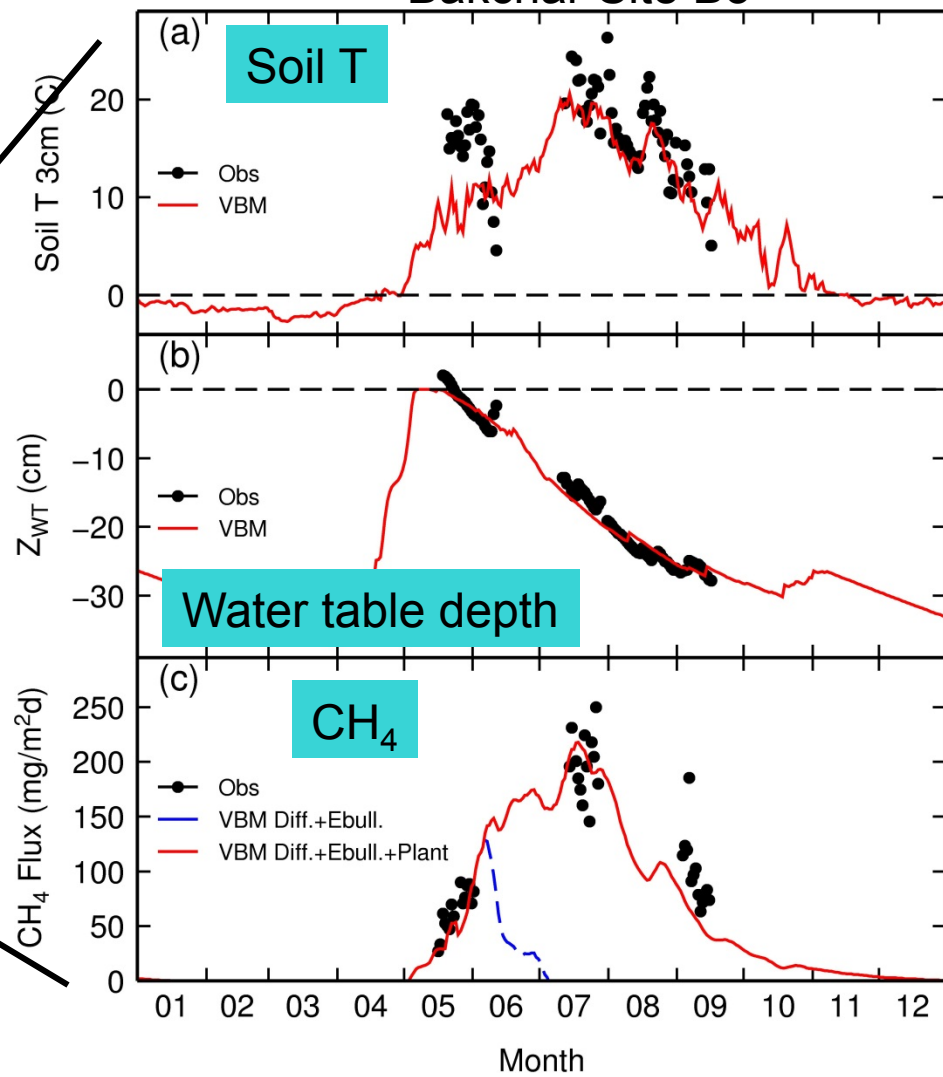 (a)
Soil T
Soil T 3cm (C)
20
10
0
Obs
VBM
(b)
Z_WT (cm)
0
−10
−20
−30
Obs
VBM
Water table depth
(c)
CH₄
CH₄ Flux (mg/m²d)
250
200
150
100
50
0
Obs
VBM Diff.+Ebull.
VBM Diff.+Ebull.+Plant
01 02 03 04 05 06 07 08 09 10 11 12
Month